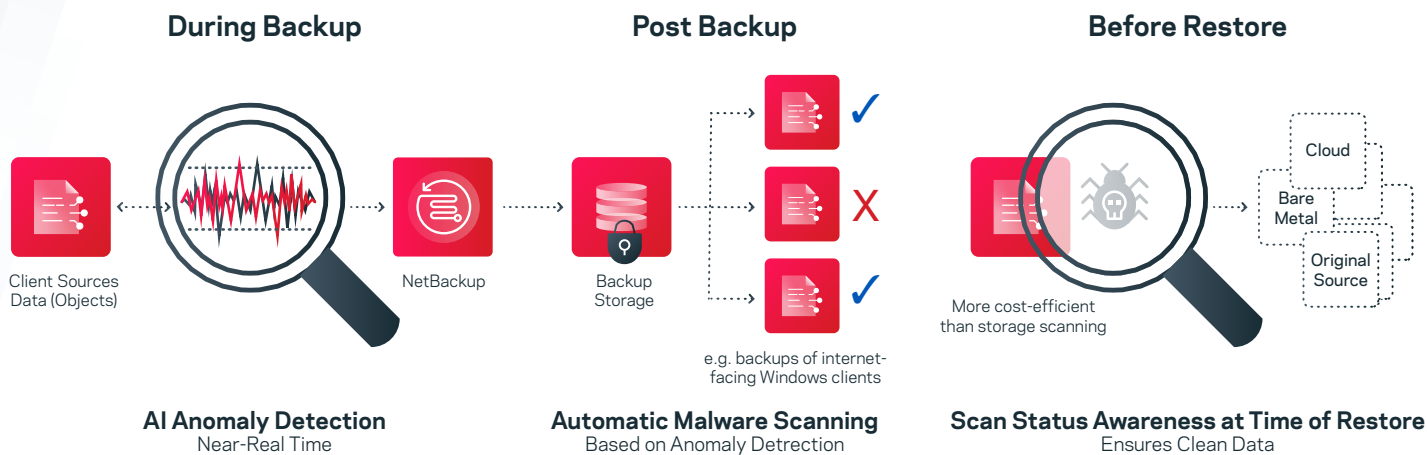 During Backup
Post Backup
Before Restore
Client Sources
Data (Objects)
NetBackup
Backup
Storage
X
e.g. backups of internet-
facing Windows clients
More cost-efficient
than storage scanning
Cloud
Bare
Metal
Original
Source
AI Anomaly Detection
Near-Real Time
Automatic Malware Scanning
Based on Anomaly Detrection
Scan Status Awareness at Time of Restore
Ensures Clean Data